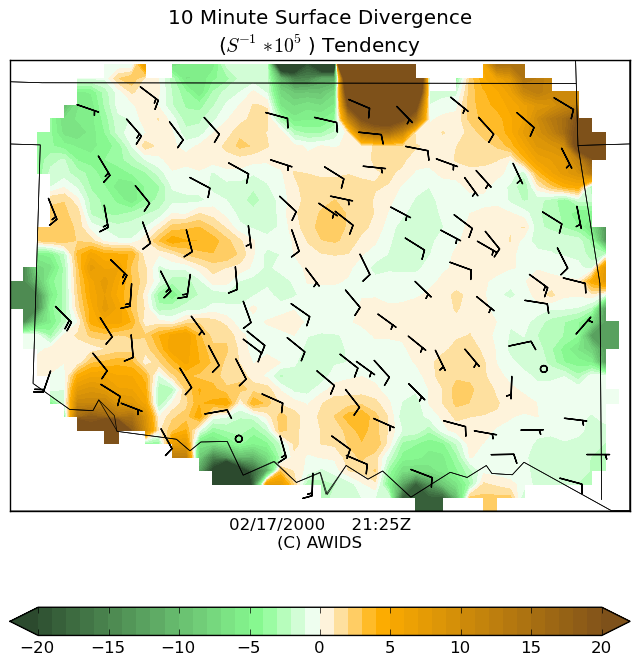 10 Minute Surface Divergence
(S⁻¹ *10⁵ ) Tendency
02/17/2000 21:25Z
(C) AWIDS
−20 −15 −10 −5 0 5 10 15 20